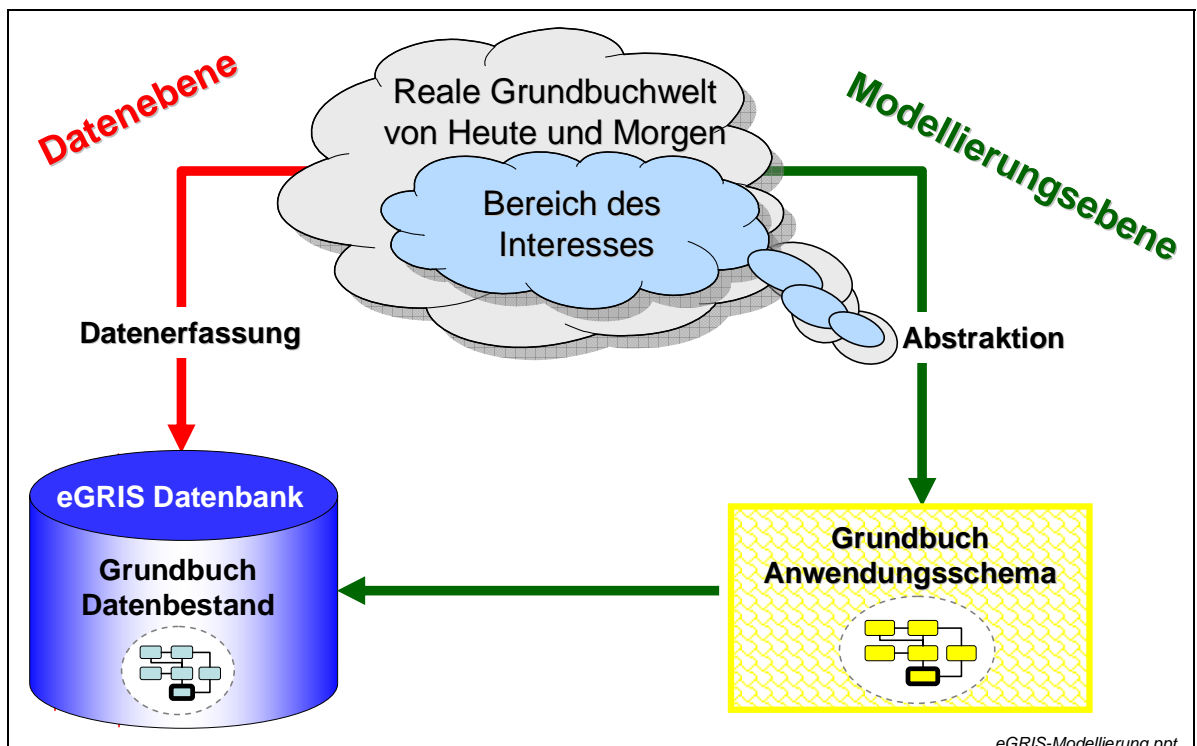 Datenebene
Reale Grundbuchwelt
von Heute und Morgen
Modellierungsebene
Bereich des
Interesses
Datenerfassung
Abstraktion
eGRIS Datenbank
Grundbuch
Datenbestand
Grundbuch
Anwendungsschema
eGRIS-Modellierung.ppt